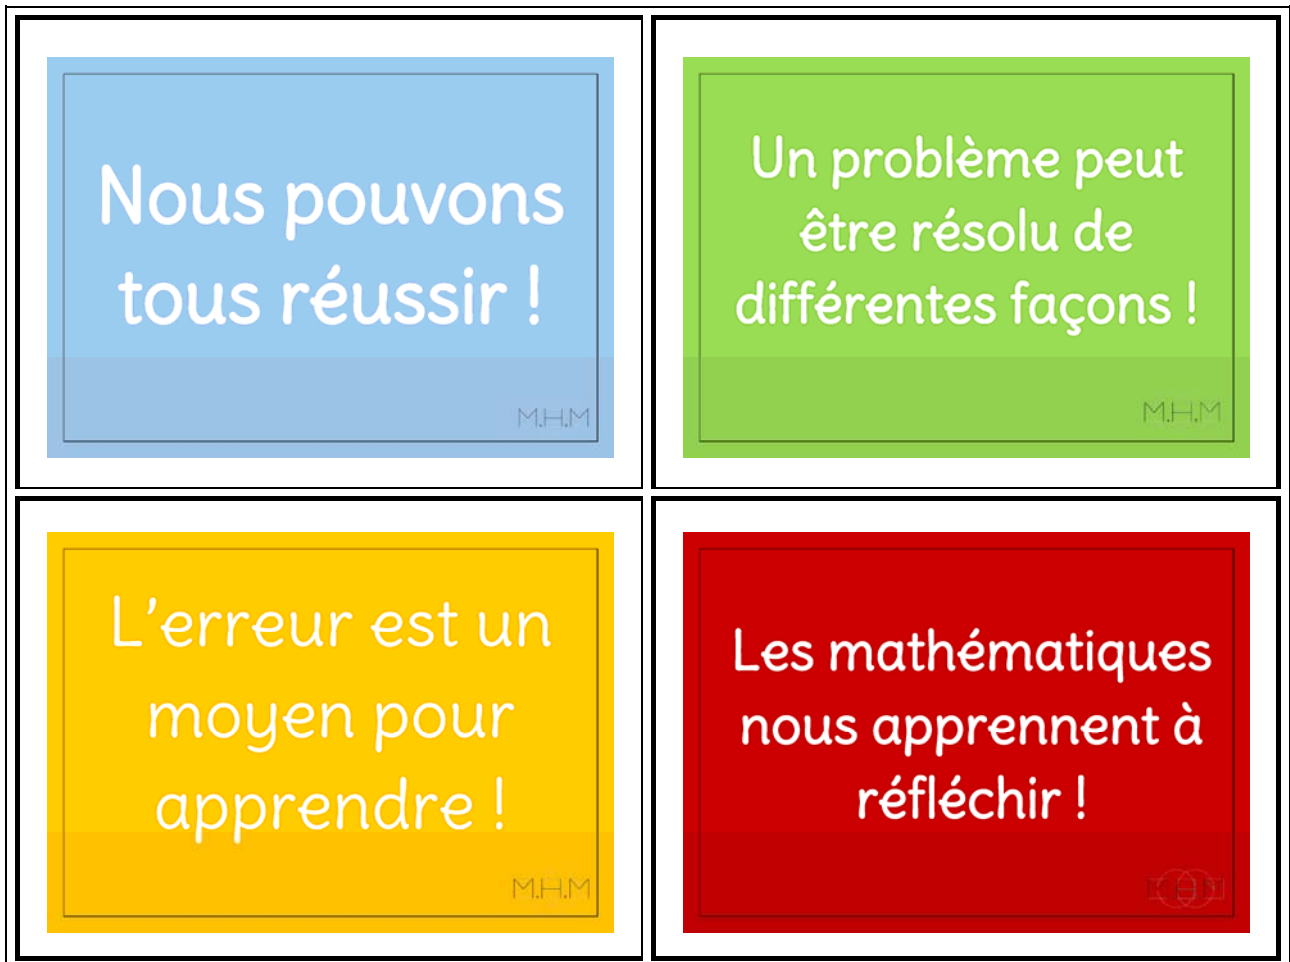 Nous pouvons
tous réussir !
M.H.M
Un problème peut
être résolu de
différentes façons !
M.H.M
L’erreur est un
moyen pour
apprendre !
M.H.M
Les mathématiques
nous apprennent à
réfléchir !
M H M